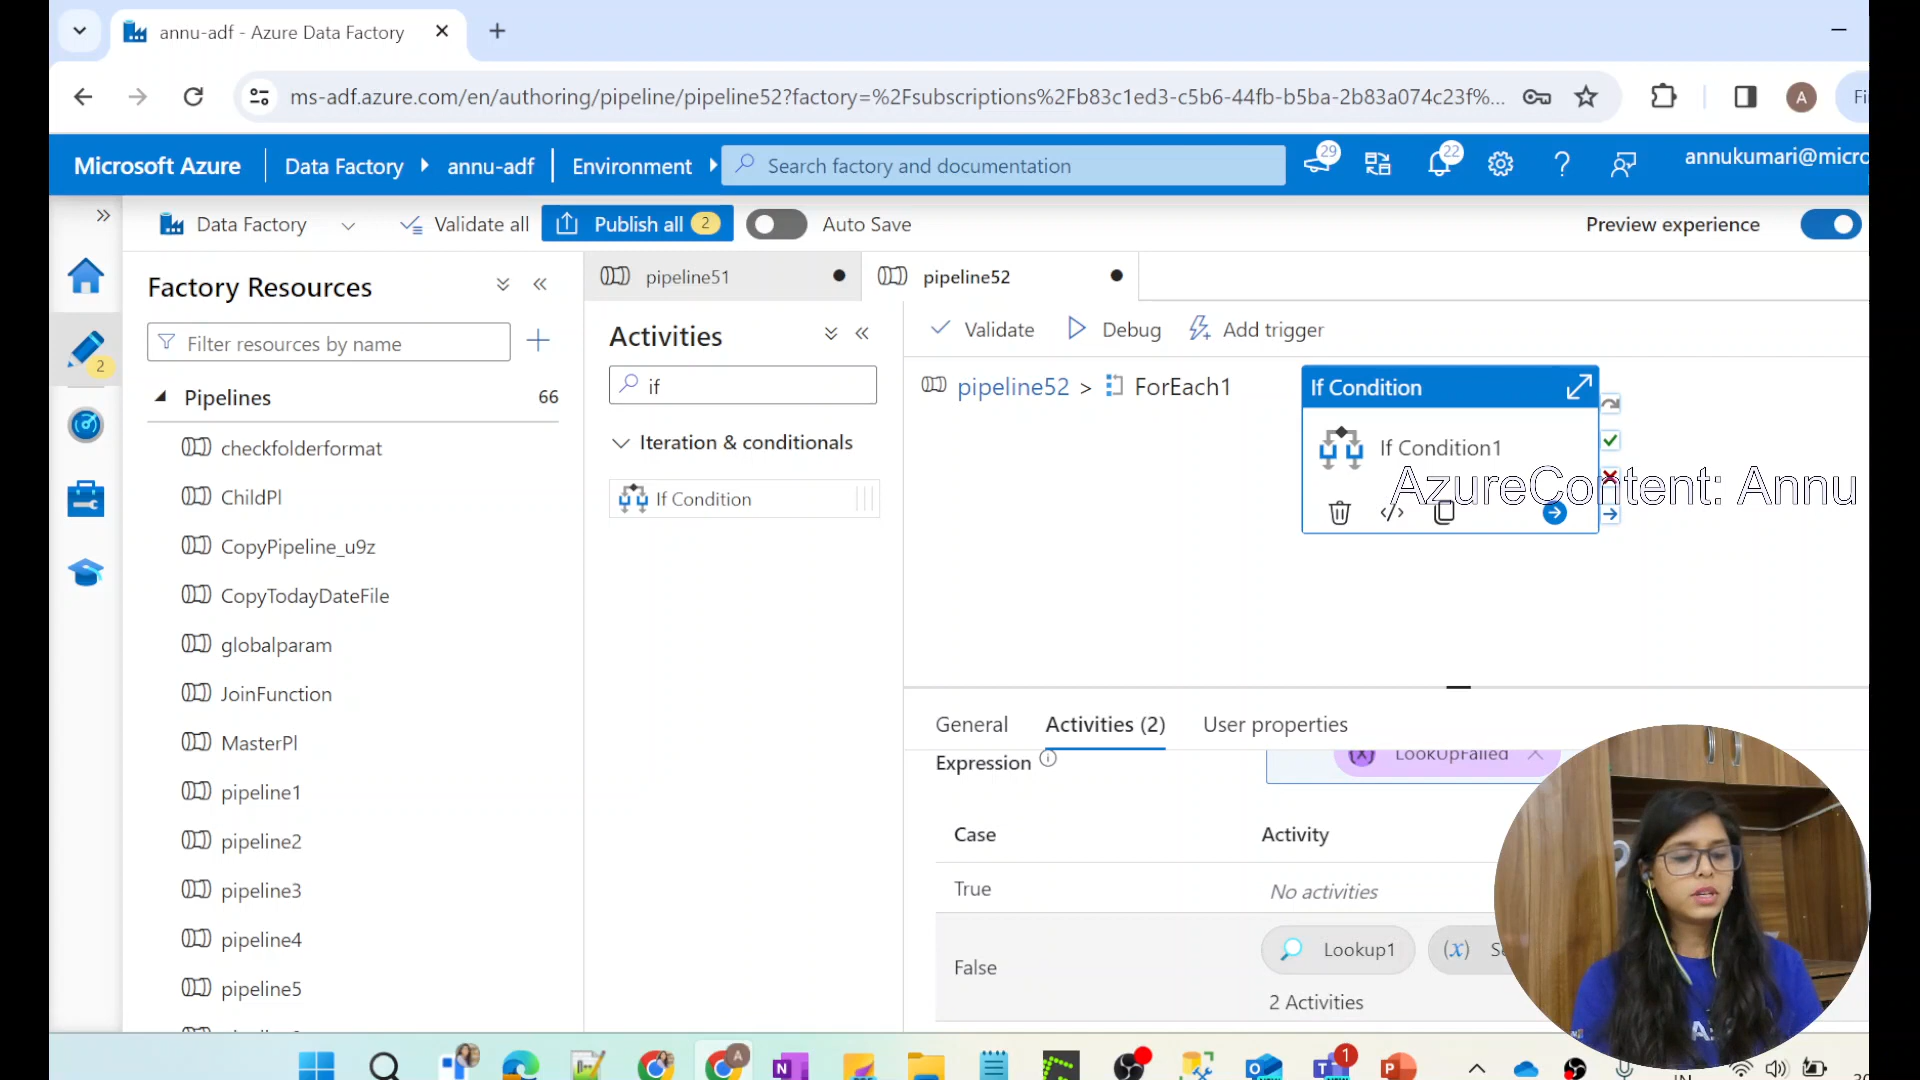 annu-adf - Azure Data Factory
ms-adf.azure.com/en/authoring/pipeline/pipeline52?factory=%2Fsubscriptions%2Fb83c1ed3-c5b6-44fb-b5ba-2b83a074c23f%...
A
Microsoft Azure
Data Factory
annu-adf
Environment
Search factory and documentation
29
22
annukumari@micro
Data Factory
Validate all
Publish all
2
Auto Save
Preview experience
Factory Resources
Filter resources by name
2
Pipelines
66
checkfolderformat
ChildPl
CopyPipeline_u9z
CopyTodayDateFile
globalparam
JoinFunction
MasterPl
pipeline1
pipeline2
pipeline3
pipeline4
pipeline5
pipeline51
pipeline52
Activities
if
Iteration & conditionals
If Condition
Validate
Debug
Add trigger
pipeline52 > ForEach1
If Condition
If Condition1
AzureContent: Annu
General
Activities (2)
User properties
Expression
LookUpFailed
Case
Activity
True
No activities
False
Lookup1
(x)
2 Activities
A
1